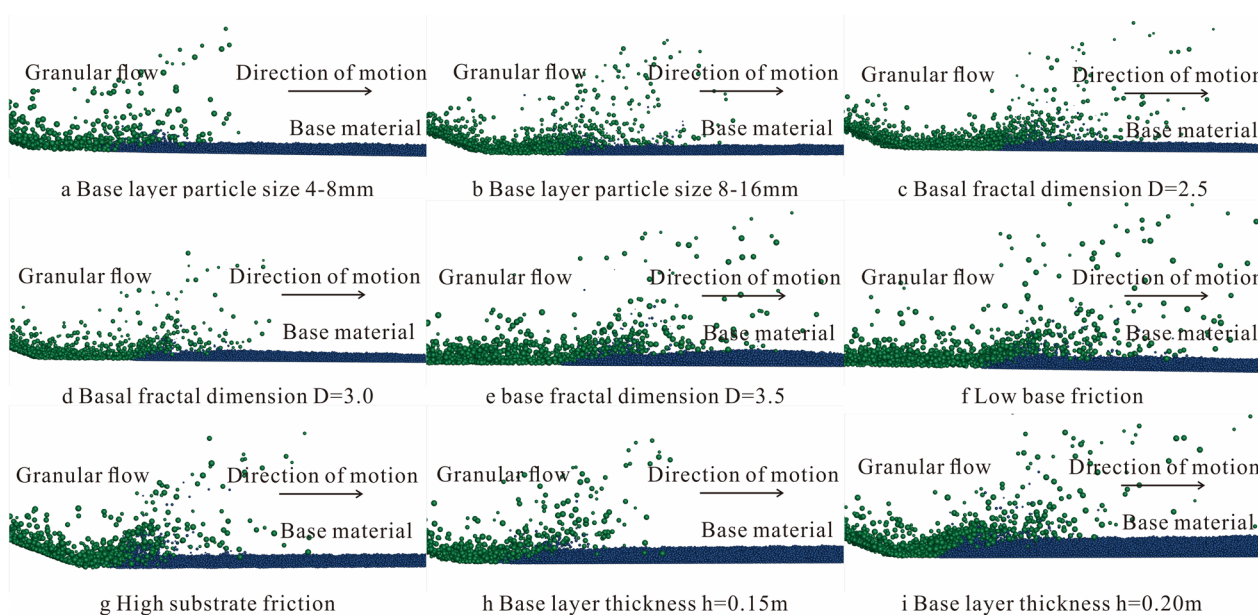 Granular flow
Direction of motion
Base material
a Base layer particle size 4-8mm
Granular flow
Direction of motion
Base material
b Base layer particle size 8-16mm
Granular flow
Direction of motion
Base material
c Basal fractal dimension D=2.5
Granular flow
Direction of motion
Base material
d Basal fractal dimension D=3.0
Granular flow
Direction of motion
Base material
e base fractal dimension D=3.5
Granular flow
Direction of motion
Base material
f Low base friction
Granular flow
Direction of motion
Base material
g High substrate friction
Granular flow
Direction of motion
Base material
h Base layer thickness h=0.15m
Granular flow
Direction of motion
Base material
i Base layer thickness h=0.20m